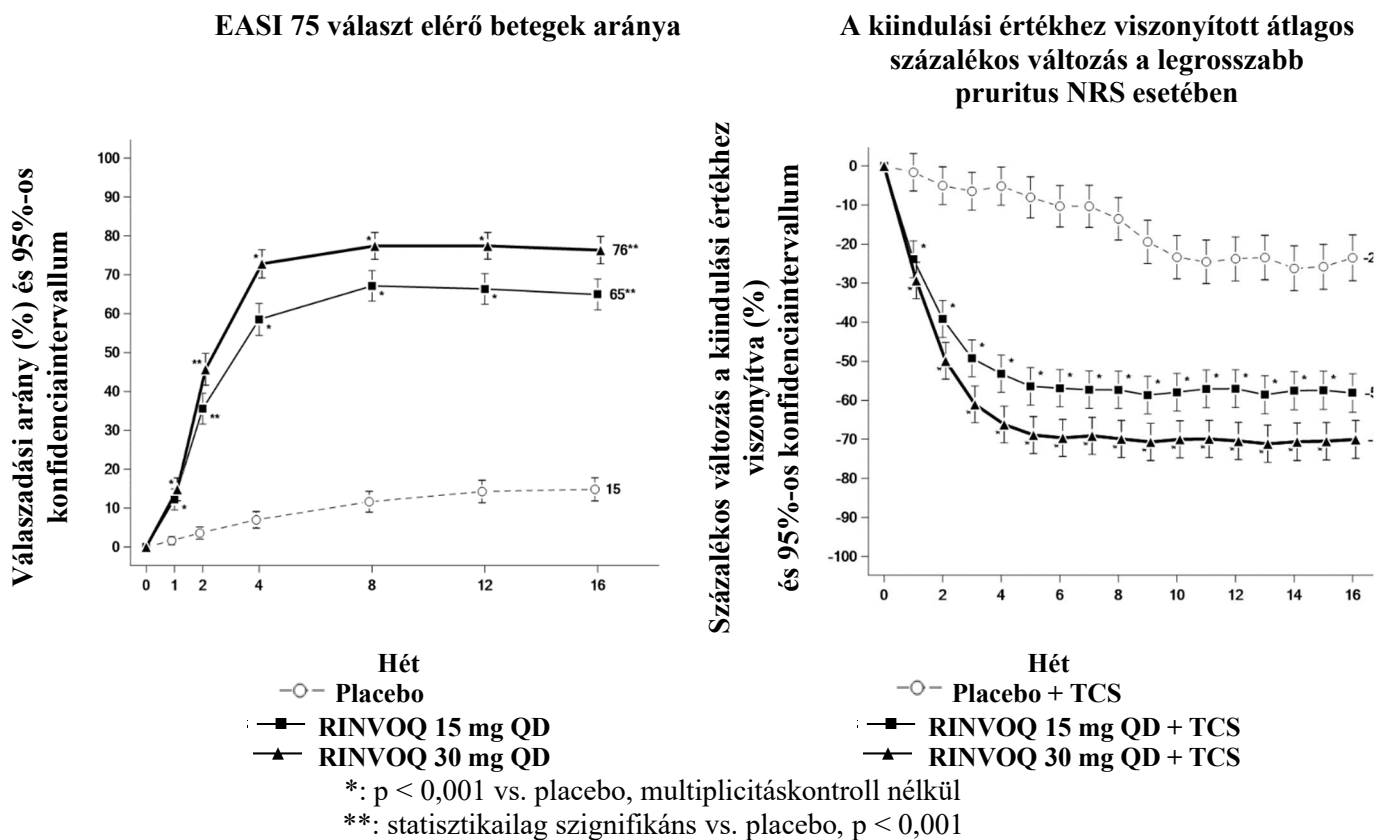 EASI 75 választ elérő betegek aránya
Válaszadási arány (%) és 95%-os
konfidenciaintervallum
100
90
80
70
60
50
40
30
20
10
0
76**
65**
15
0 1 2 4 8 12 16
Hét
Placebo
RINVOQ 15 mg QD
RINVOQ 30 mg QD
A kiindulási értékhez viszonyított átlagos
százalékos változás a legrosszabb
pruritus NRS esetében
Százalékos változás a kiindulási értékhez
viszonyítva (%)
és 95%-os konfidenciaintervallum
0
-10
-20
-30
-40
-50
-60
-70
-80
-90
-100
0 2 4 6 8 10 12 14 16
Hét
Placebo + TCS
RINVOQ 15 mg QD + TCS
RINVOQ 30 mg QD + TCS
*: p < 0,001 vs. placebo, multiplicitáskontroll nélkül
**: statisztikailag szignifikáns vs. placebo, p < 0,001